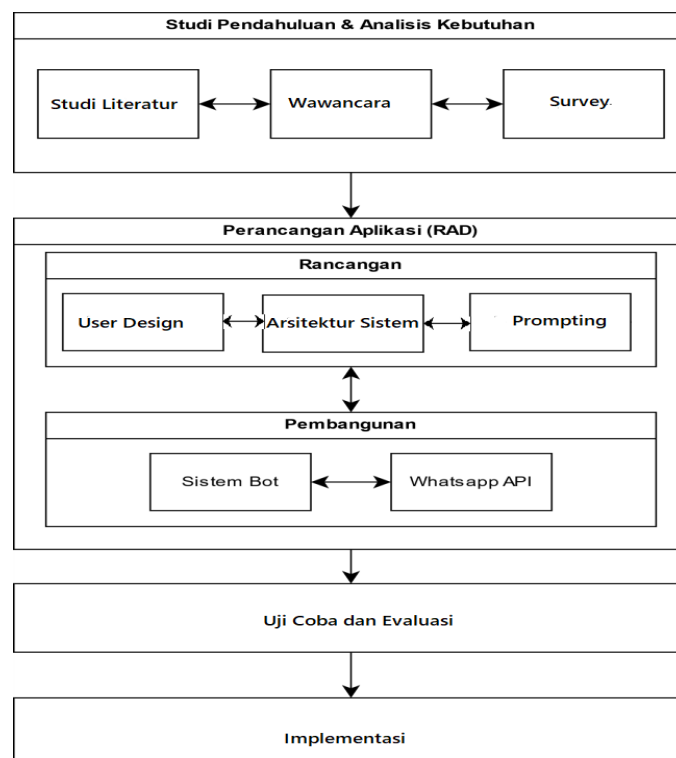 Studi Pendahuluan & Analisis Kebutuhan
Studi Literatur
Wawancara
Survey.
Perancangan Aplikasi (RAD)
Rancangan
User Design
Arsitektur Sistem
Prompting
Pembangunan
Sistem Bot
Whatsapp API
Uji Coba dan Evaluasi
Implementasi